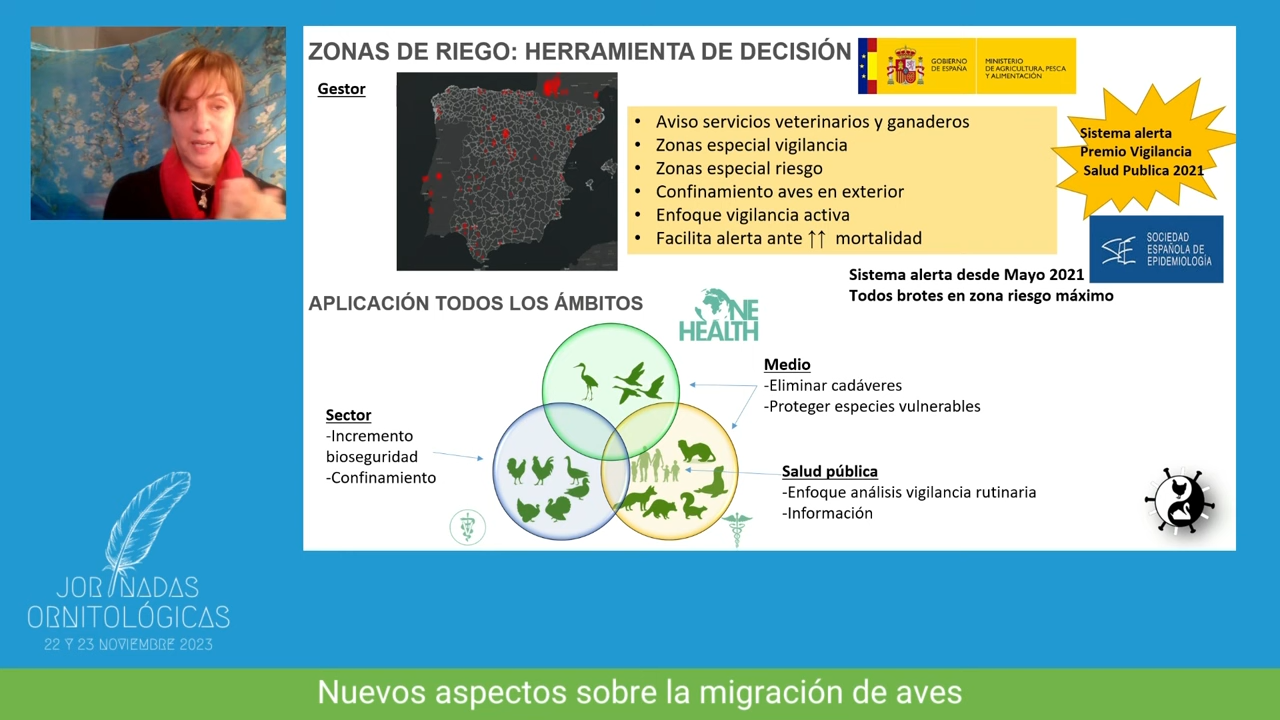 ZONAS DE RIEGO: HERRAMIENTA DE DECISIÓN
GOBIERNO
DE ESPAÑA
MINISTERIO
DE AGRICULTURA, PESCA
Y ALIMENTACIÓN
Gestor
• Aviso servicios veterinarios y ganaderos
• Zonas especial vigilancia
• Zonas especial riesgo
• Confinamiento aves en exterior
• Enfoque vigilancia activa
• Facilita alerta ante ↑↑ mortalidad
Sistema alerta
Premio Vigilancia
Salud Publica 2021
SEE
SOCIEDAD
ESPAÑOLA DE
EPIDEMIOLOGÍA
Sistema alerta desde Mayo 2021
Todos brotes en zona riesgo máximo
APLICACIÓN TODOS LOS ÁMBITOS
ONE
HEALTH
Medio
-Eliminar cadáveres
-Proteger especies vulnerables
Sector
-Incremento
bioseguridad
-Confinamiento
Salud pública
-Enfoque análisis vigilancia rutinaria
-Información
JORNADAS
ORNITOLÓGICAS
22 Y 23 NOVIEMBRE 2023
Nuevos aspectos sobre la migración de aves